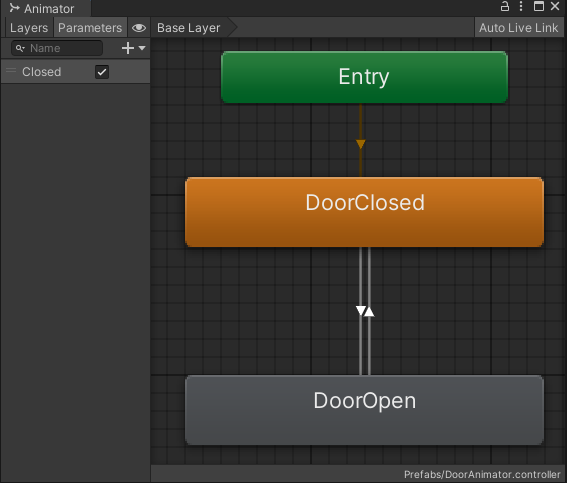 Animator
Layers Parameters Base Layer Auto Live Link
Name
Closed
Entry
DoorClosed
DoorOpen
Prefabs/DoorAnimator.controller